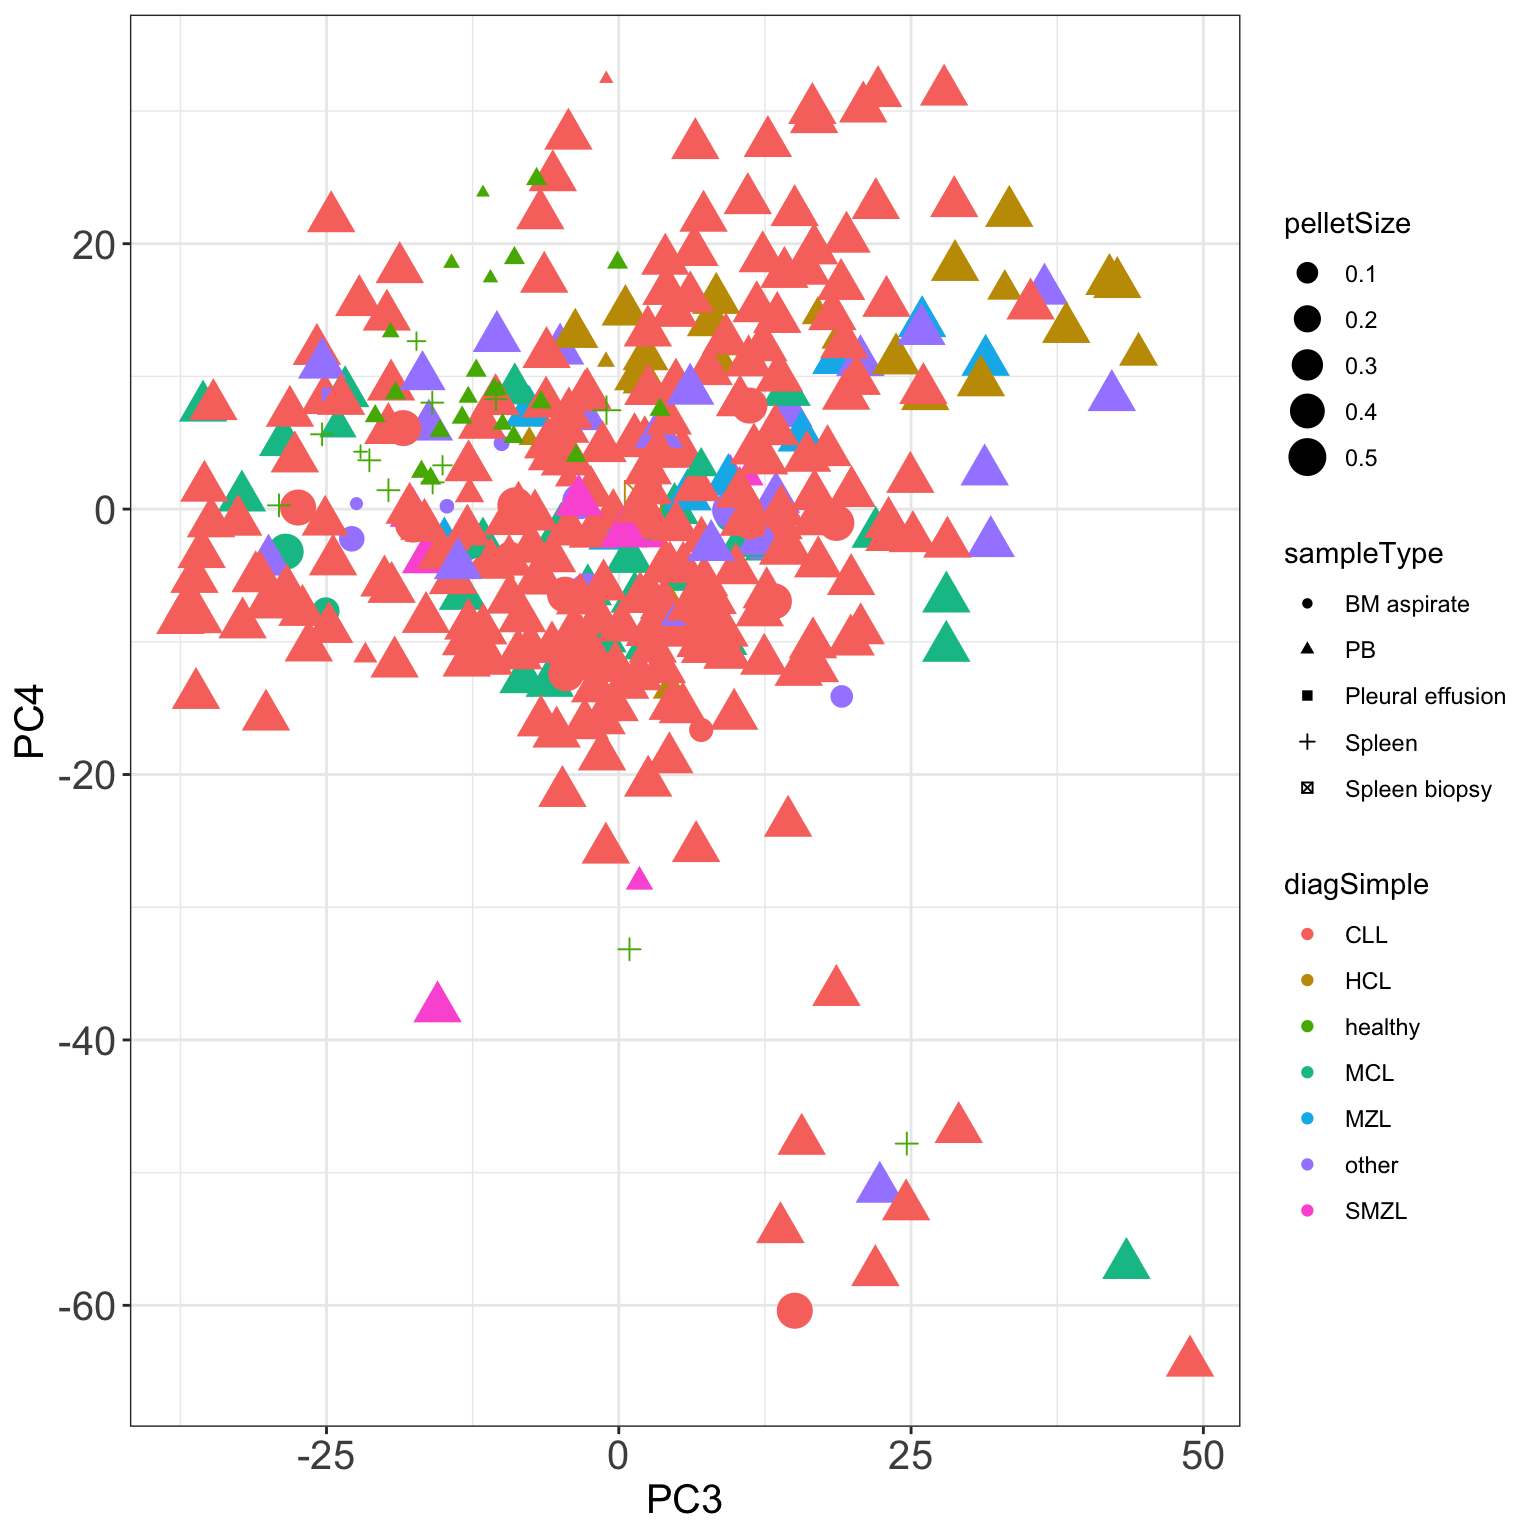 20
0
-20
-40
-60
PC4
-25
0
25
50
PC3
pelletSize
0.1
0.2
0.3
0.4
0.5
sampleType
BM aspirate
PB
Pleural effusion
Spleen
Spleen biopsy
diagSimple
CLL
HCL
healthy
MCL
MZL
other
SMZL